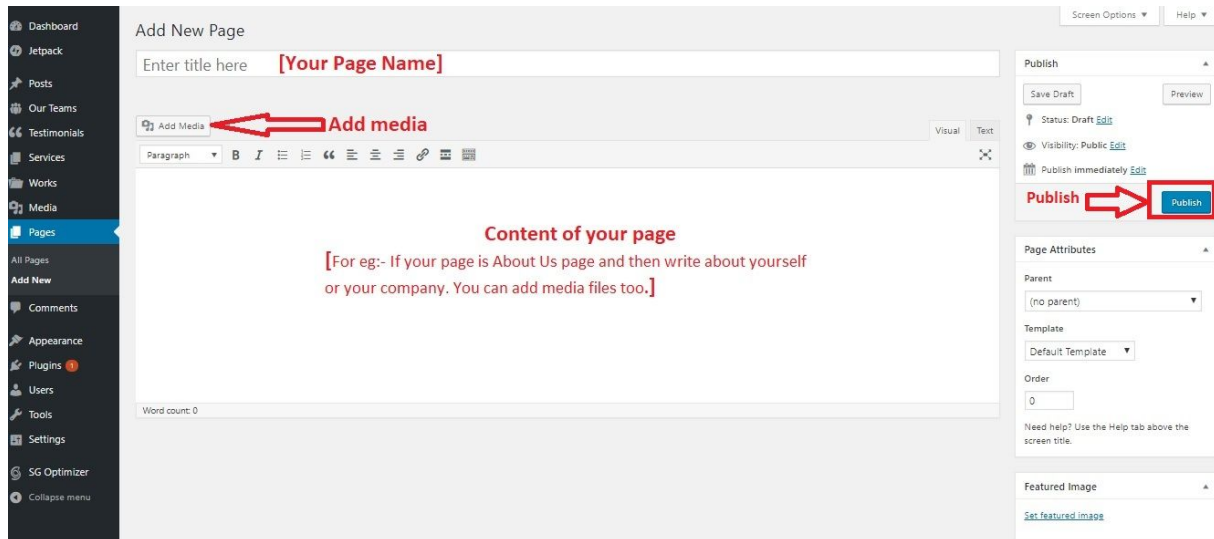 Screen Options ▼
Help ▼
Dashboard
Jetpack
Posts
Our Teams
Testimonials
Services
Works
Media
Pages
All Pages
Add New
Comments
Appearance
Plugins 1
Users
Tools
Settings
SG Optimizer
Collapse menu
Add New Page
Enter title here [Your Page Name]
Add Media Add media
Visual Text
Paragraph ▼ B I
Content of your page
[For eg:- If your page is About Us page and then write about yourself
or your company. You can add media files too.]
Word count: 0
Publish
Save Draft Preview
Status: Draft Edit
Visibility: Public Edit
Publish immediately Edit
Publish Publish
Page Attributes
Parent
(no parent)
Template
Default Template
Order
0
Need help? Use the Help tab above the
screen title.
Featured Image
Set featured image